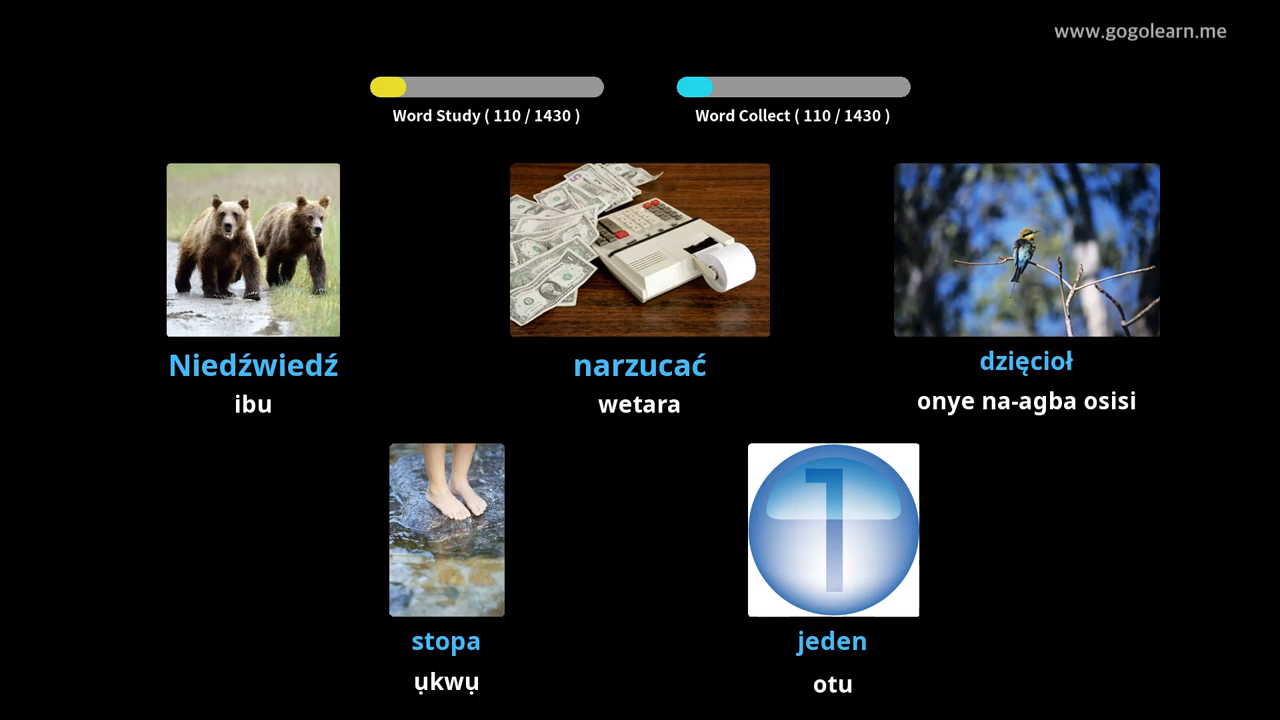 www.gogolearn.me
Word Study ( 110 / 1430 )
Word Collect ( 110 / 1430 )
Niedźwiedź
ibu
narzucać
wetara
dzięcioł
onye na-agba osisi
stopa
ụkwụ
1
jeden
otu